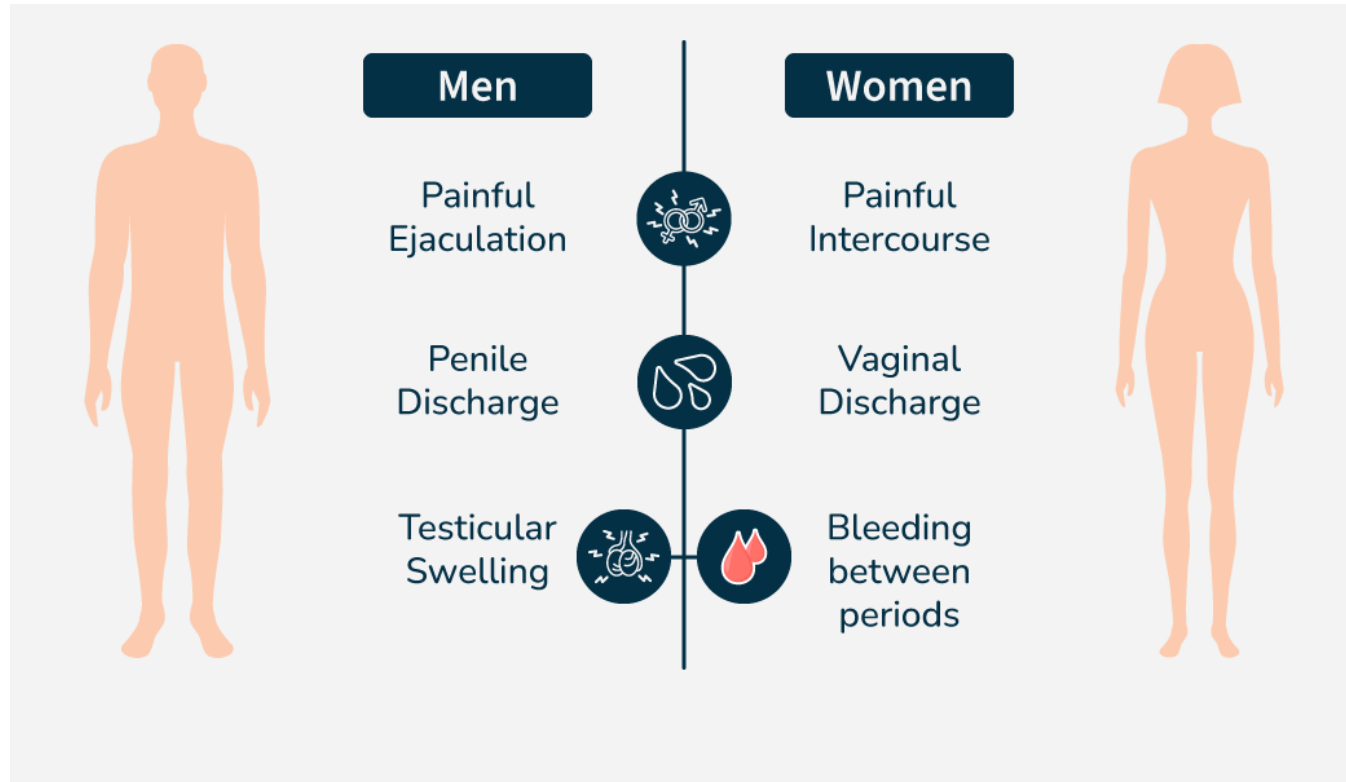 Men
Women
Painful
Ejaculation
Painful
Intercourse
Penile
Discharge
Vaginal
Discharge
Testicular
Swelling
Bleeding
between
periods